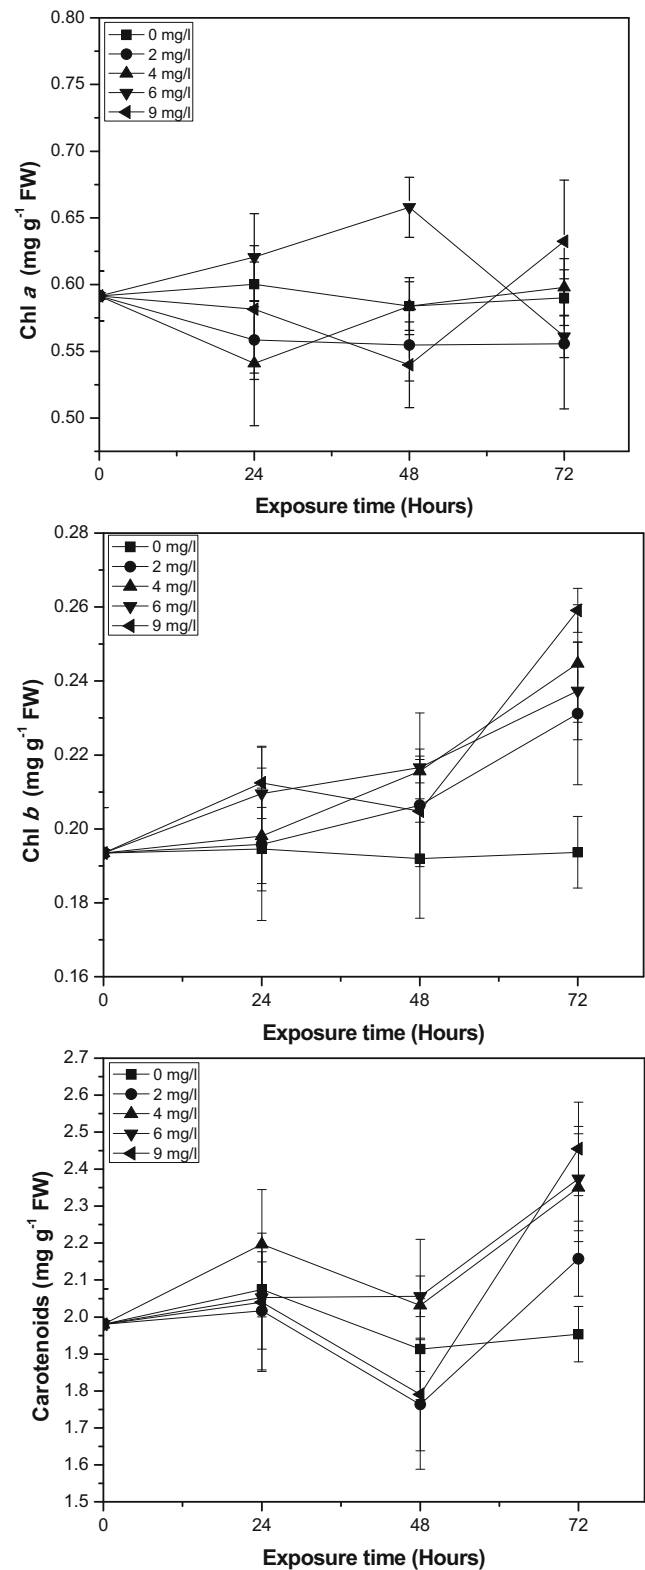 0.80
0.75
0.70
0.65
0.60
0.55
0.50
Chl a (mg g-1 FW)
0 mg/l
2 mg/l
4 mg/l
6 mg/l
9 mg/l
0 24 48 72
Exposure time (Hours)
0.28
0.26
0.24
0.22
0.20
0.18
0.16
Chl b (mg g-1 FW)
0 mg/l
2 mg/l
4 mg/l
6 mg/l
9 mg/l
0 24 48 72
Exposure time (Hours)
2.7
2.6
2.5
2.4
2.3
2.2
2.1
2.0
1.9
1.8
1.7
1.6
1.5
Carotenoids (mg g-1 FW)
0 mg/l
2 mg/l
4 mg/l
6 mg/l
9 mg/l
0 24 48 72
Exposure time (Hours)